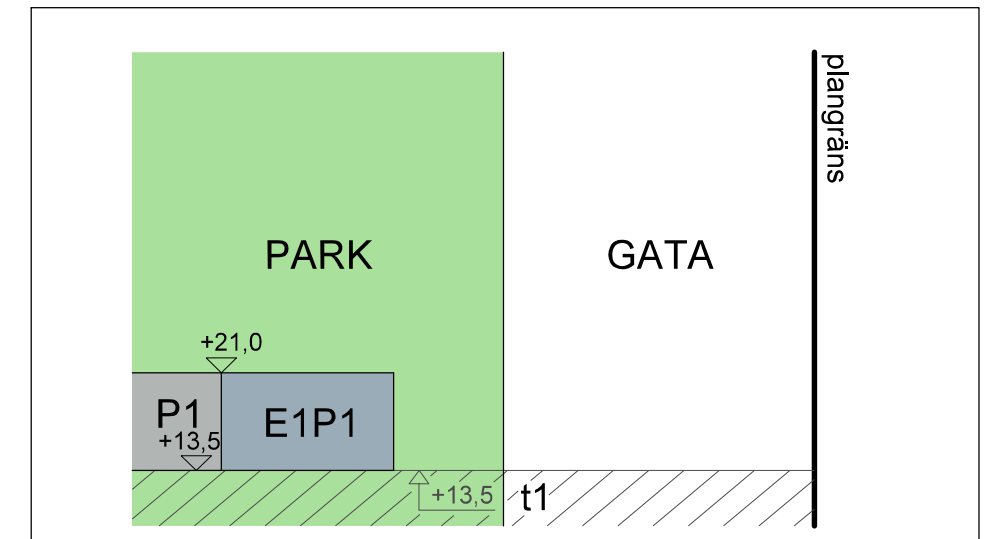 plangräns
PARK
GATA
+21,0
P1
E1P1
+13,5
+13,5
t1